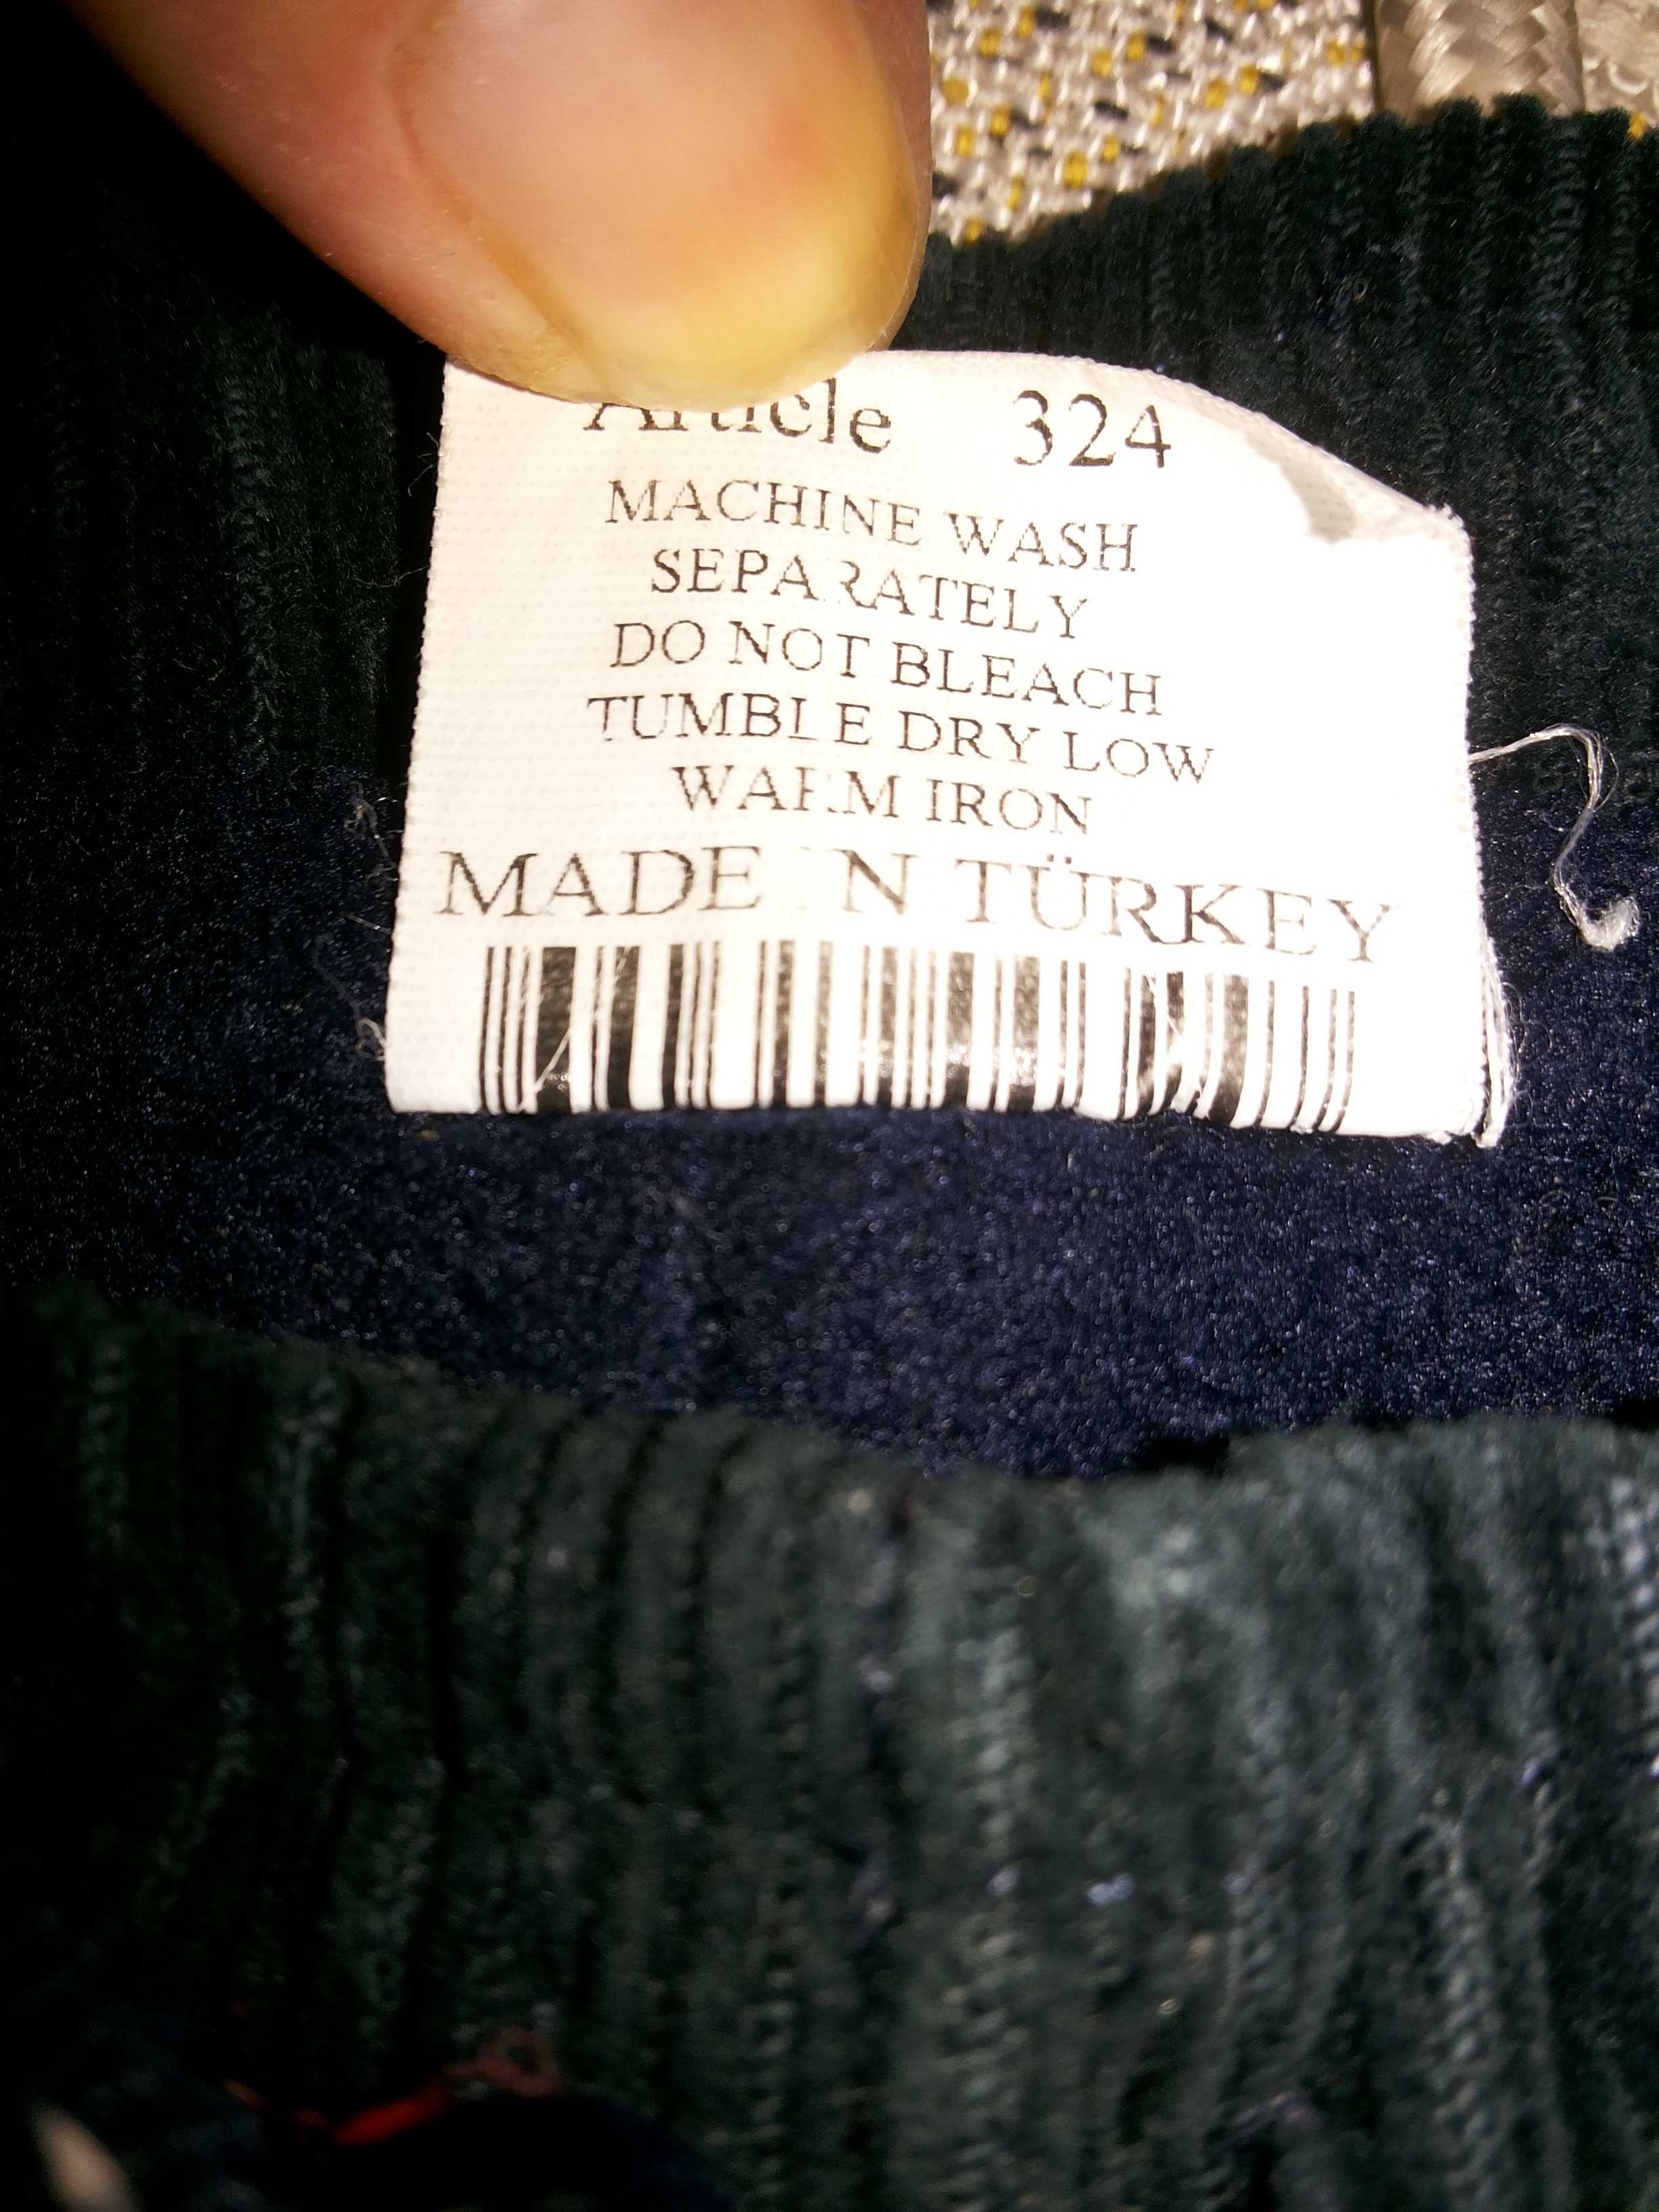 Article 324
MACHINE WASH
SEPARATELY
DO NOT BLEACH
TUMBLE DRY LOW
WARM IRON
MADE IN TÜRKEY